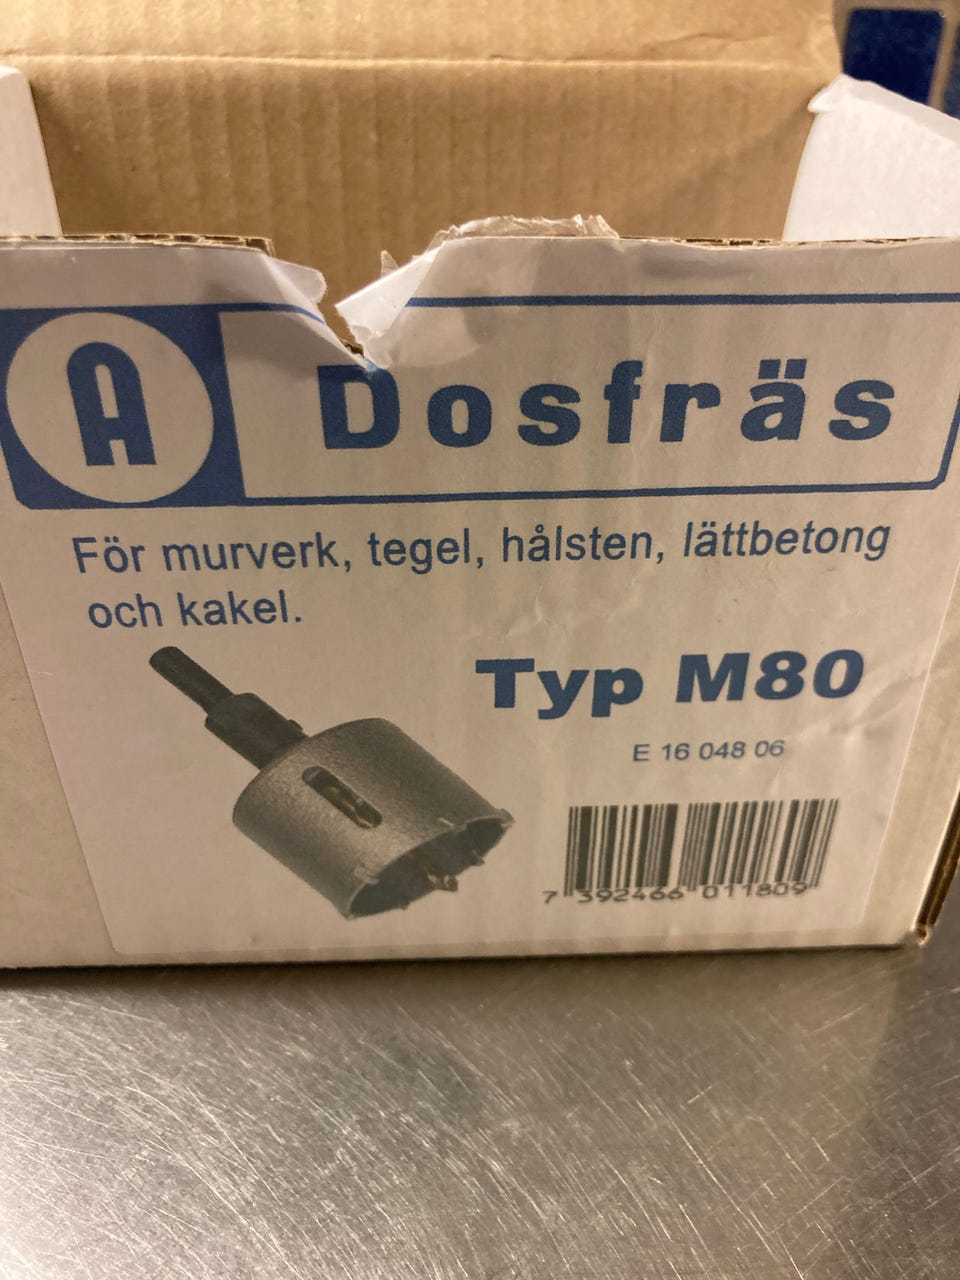 A Dosfräs
För murverk, tegel, hålsten, lättbetong
och kakel.
Typ M80
E 16 048 06
7 392466 011809